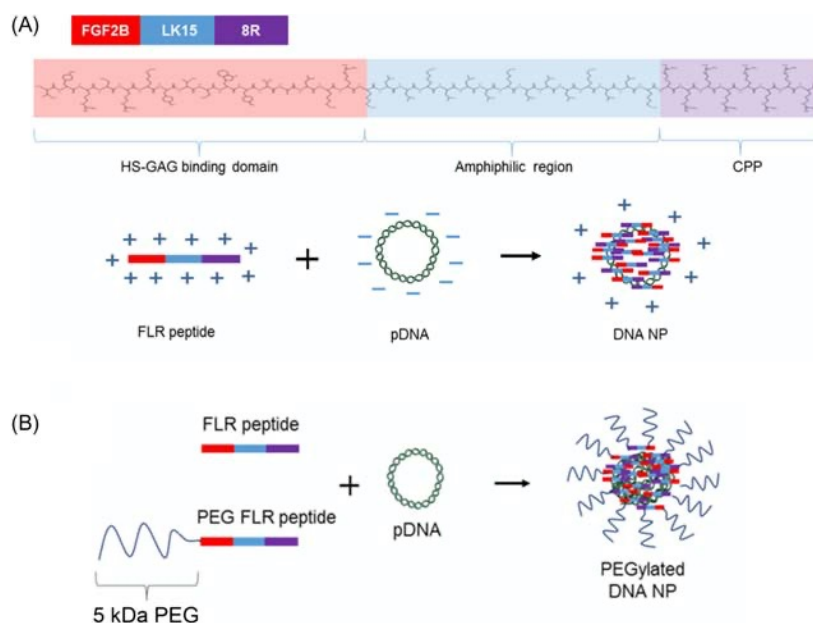 (A)
FGF2B LK15 8R
HS-GAG binding domain Amphiphilic region CPP
+ + + + + + + + + + + + - - - - - - - - - + + + + + + + +
FLR peptide pDNA DNA NP
(B)
FLR peptide
+
PEG FLR peptide
pDNA
PEGylated
DNA NP
5 kDa PEG